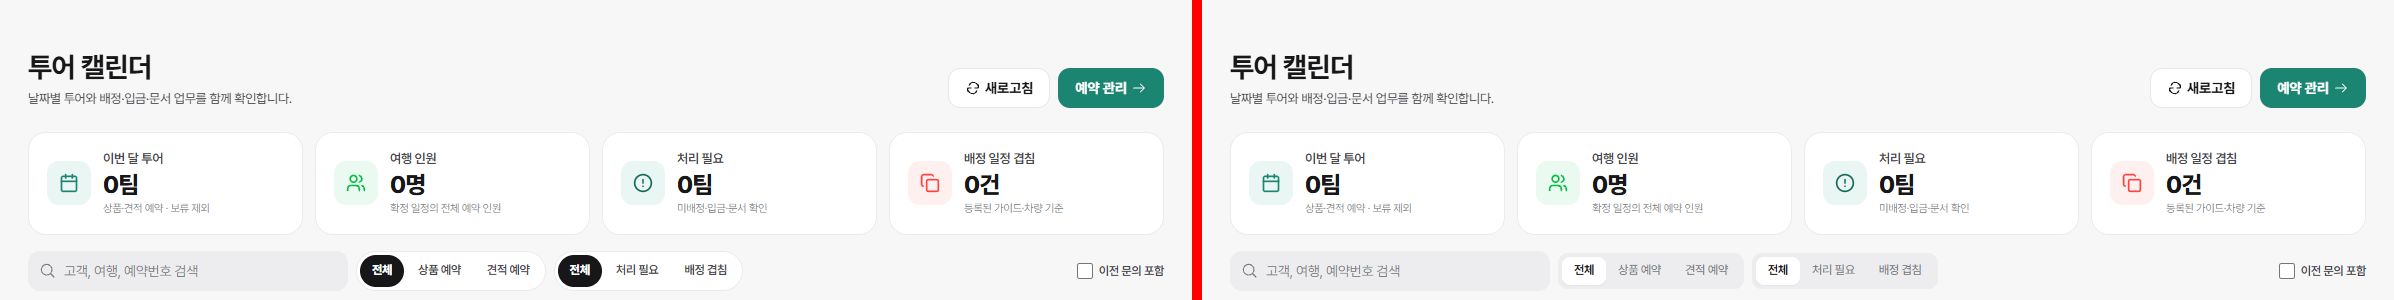 투어 캘린더
날짜별 투어와 배정·입금·문서 업무를 함께 확인합니다.
새로고침
예약 관리 →
이번 달 투어
0팀
상품·견적 예약 · 보류 제외
여행 인원
0명
확정 일정의 전체 예약 인원
처리 필요
0팀
미배정·입금·문서 확인
배정 일정 겹침
0건
등록된 가이드·차량 기준
고객, 여행, 예약번호 검색
전체 상품 예약 견적 예약
전체 처리 필요 배정 겹침
이전 문의 포함
투어 캘린더
날짜별 투어와 배정·입금·문서 업무를 함께 확인합니다.
새로고침
예약 관리 →
이번 달 투어
0팀
상품·견적 예약 · 보류 제외
여행 인원
0명
확정 일정의 전체 예약 인원
처리 필요
0팀
미배정·입금·문서 확인
배정 일정 겹침
0건
등록된 가이드·차량 기준
고객, 여행, 예약번호 검색
전체 상품 예약 견적 예약
전체 처리 필요 배정 겹침
이전 문의 포함